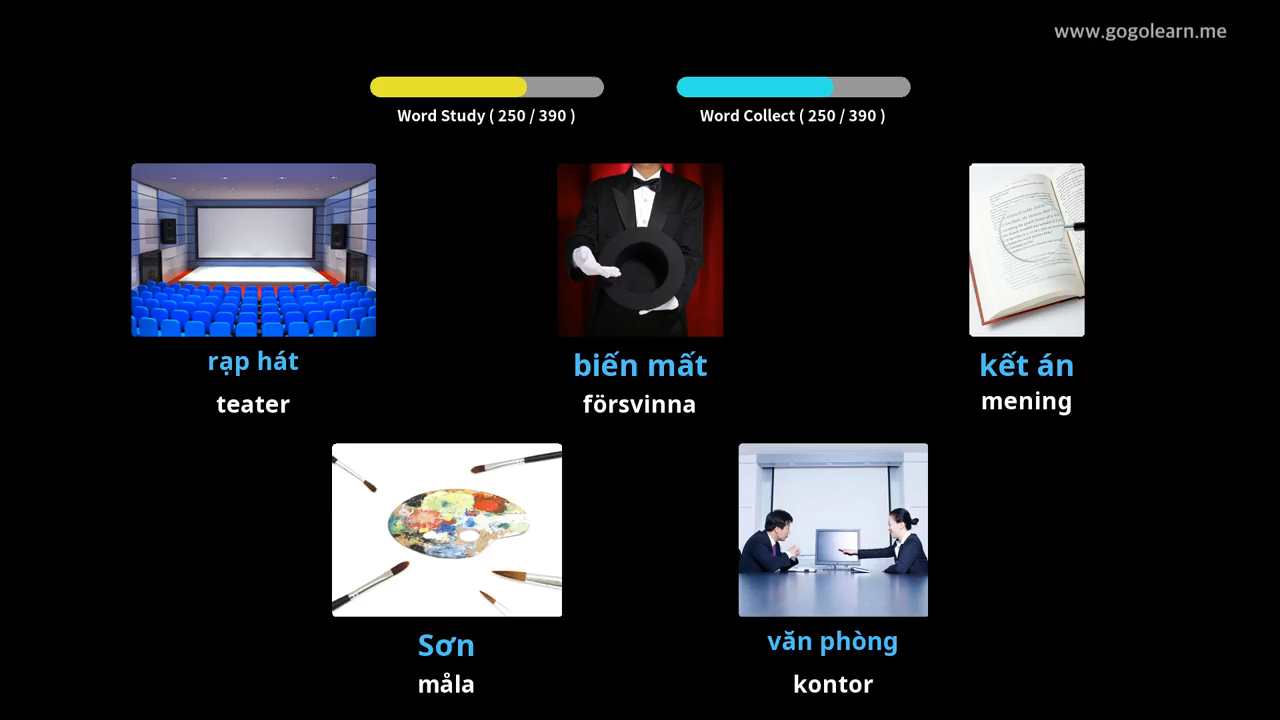 www.gogolearn.me
Word Study ( 250 / 390 )
Word Collect ( 250 / 390 )
rạp hát
biến mất
kết án
teater
försvinna
mening
Sơn
văn phòng
måla
kontor